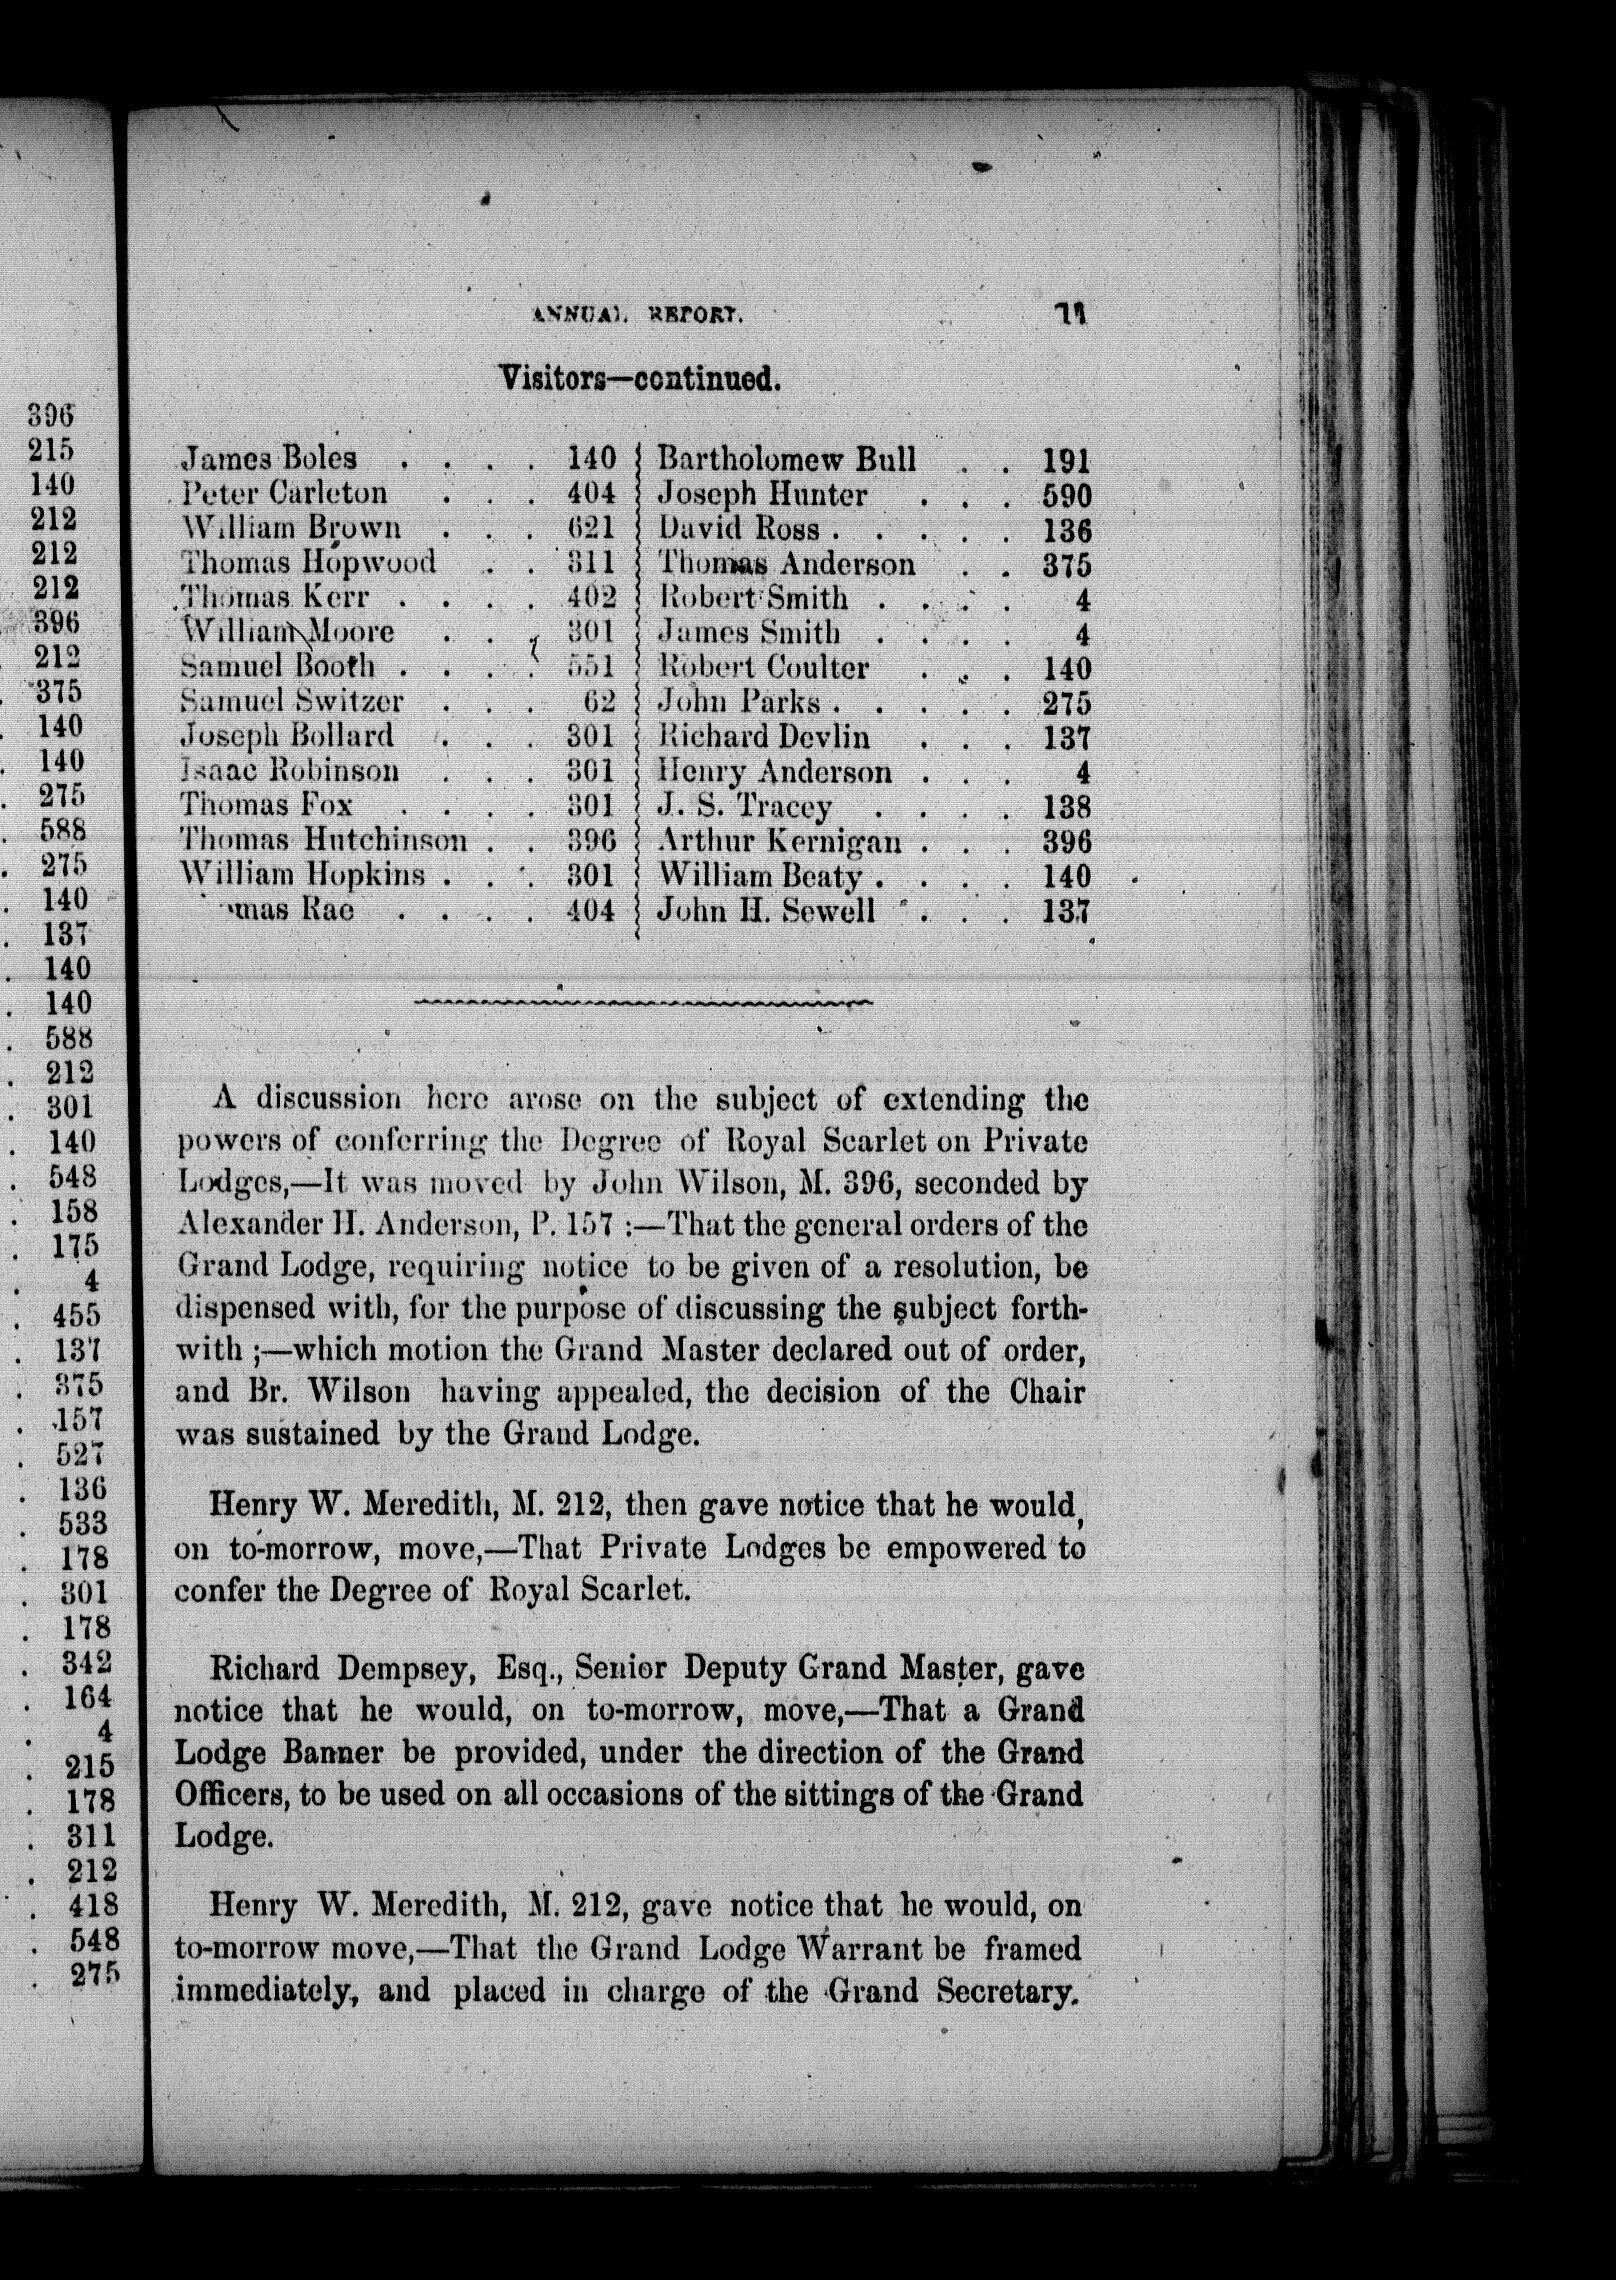 396
215
140
212
212
212
396
212
375
140
140
275
588
275
140
137
140
140
588
212
301
140
548
158
175
4
455
137
375
157
527
136
533
178
301
178
342
164
4
215
178
311
212
418
548
275
ANNUAL REPORT. 11
Visitors—continued.
James Boles . . . . 140
Peter Carleton . . . 404
William Brown . . . 621
Thomas Hopwood . . 311
Thomas Kerr . . . . 402
William Moore . . . 301
Samuel Booth . . . . 551
Samuel Switzer . . . 62
Joseph Bollard . . . 301
Isaac Robinson . . . 301
Thomas Fox . . . . 301
Thomas Hutchinson . . 396
William Hopkins . . . 301
mas Rae . . . . 404
Bartholomew Bull . . 191
Joseph Hunter . . . 590
David Ross . . . . . 136
Thomas Anderson . . 375
Robert Smith . . . . 4
James Smith . . . . 4
Robert Coulter . . . 140
John Parks . . . . . 275
Richard Devlin . . . 137
Henry Anderson . . . 4
J. S. Tracey . . . . 138
Arthur Kernigan . . . 396
William Beaty . . . . 140
John H. Sewell . . . 137
A discussion here arose on the subject of extending the
powers of conferring the Degree of Royal Scarlet on Private
Lodges,—It was moved by John Wilson, M. 396, seconded by
Alexander H. Anderson, P. 157 :—That the general orders of the
Grand Lodge, requiring notice to be given of a resolution, be
dispensed with, for the purpose of discussing the subject forth-
with ;—which motion the Grand Master declared out of order,
and Br. Wilson having appealed, the decision of the Chair
was sustained by the Grand Lodge.
Henry W. Meredith, M. 212, then gave notice that he would,
on to-morrow, move,—That Private Lodges be empowered to
confer the Degree of Royal Scarlet.
Richard Dempsey, Esq., Senior Deputy Grand Master, gave
notice that he would, on to-morrow, move,—That a Grand
Lodge Banner be provided, under the direction of the Grand
Officers, to be used on all occasions of the sittings of the Grand
Lodge.
Henry W. Meredith, M. 212, gave notice that he would, on
to-morrow move,—That the Grand Lodge Warrant be framed
immediately, and placed in charge of the Grand Secretary.